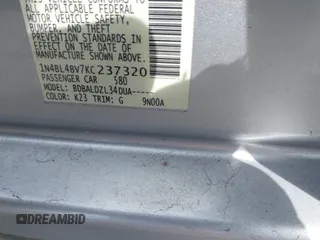 ALL APPLICABLE FEDERAL
MOTOR VEHICLE SAFETY,
BUMPER, AND THEFT
PREVENTION STANDARDS IN
EFFECT ON THE DATE OF
MANUFACTURE SHOWN ABOVE.
1N4BL4BV7KC237320
PASSENGER CAR S80
MODEL: BDBALDZL34DUA------
COLOR: K23 TRIM: G 9N00A
DREAMBID